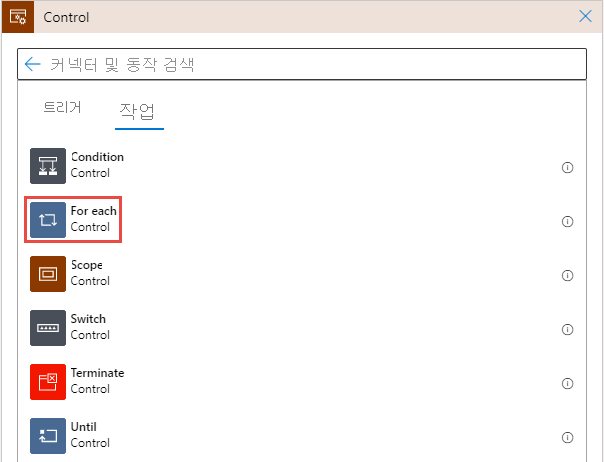 Control
커넥터 및 동작 검색
트리거 작업
Condition
Control
For each
Control
Scope
Control
Switch
Control
Terminate
Control
Until
Control